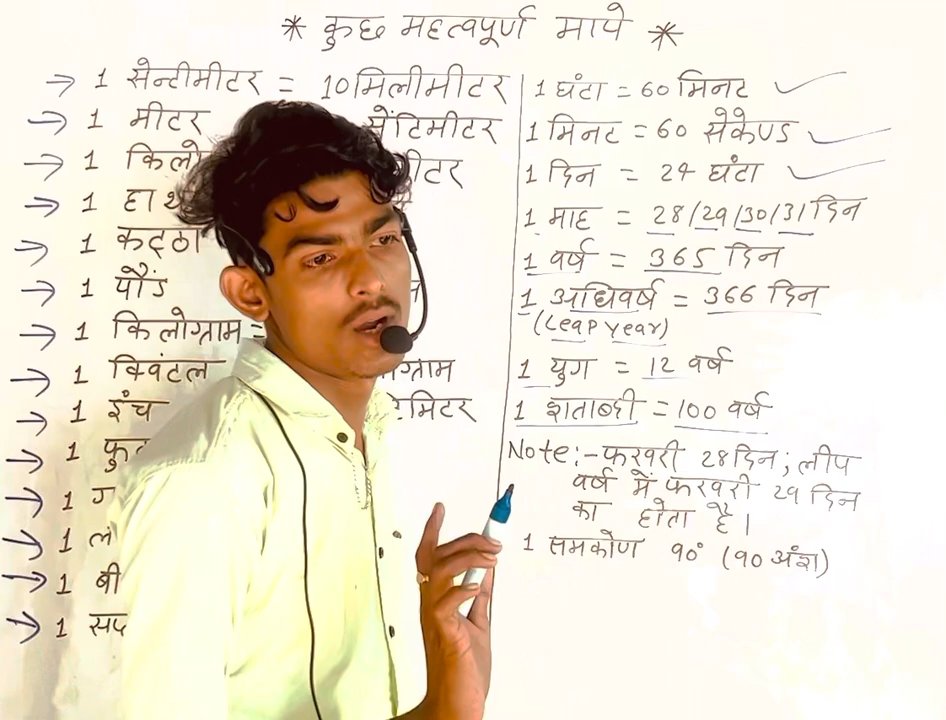 * कुछ महत्वपूर्ण मापे *
→ 1 सेन्टीमीटर = 10 मिलीमीटर
→ 1 मीटर सेंटिमीटर
→ 1 किलो मीटर
→ 1 हाथ
→ 1 कट्ठा
→ 1 पौंड
→ 1 किलोग्राम =
→ 1 क्विंटल ग्राम
→ 1 इंच मिटर
→ 1 फु
→ 1 ग
→ 1 लं
→ 1 बी
→ 1 सप
1 घंटा = 60 मिनट
1 मिनट = 60 सेकेण्ड
1 दिन = 24 घंटा
1 माह = 28/29/30/31 दिन
1 वर्ष = 365 दिन
1 अधिवर्ष = 366 दिन
(Leap year)
1 युग = 12 वर्ष
1 शताब्दी = 100 वर्ष
Note:- फरवरी 28 दिन; लीप
वर्ष में फरवरी 29 दिन
का होता है।
1 समकोण 90° (90 अंश)